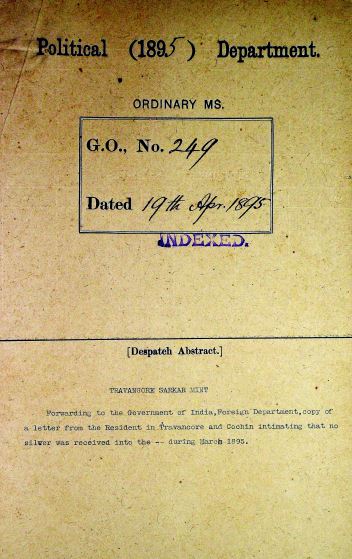 Political (1895) Department.
ORDINARY MS.
G.O., No. 249
Dated 19th Apr. 1895
INDEXED.
[Despatch Abstract.]
TRAVANCORE SARKAR MINT
Forwarding to the Government of India,Foreign Department,copy of
a letter from the Resident in Travancore and Cochin intimating that no
silver was received into the -- during March 1895.